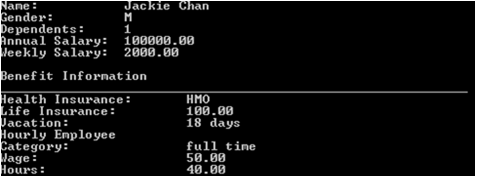 Name: Jackie Chan
Gender: M
Dependents: 1
Annual Salary: 100000.00
Weekly Salary: 2000.00
Benefit Information
Health Insurance: HMO
Life Insurance: 100.00
Vacation: 18 days
Hourly Employee
Category: full time
Wage: 50.00
Hours: 40.00